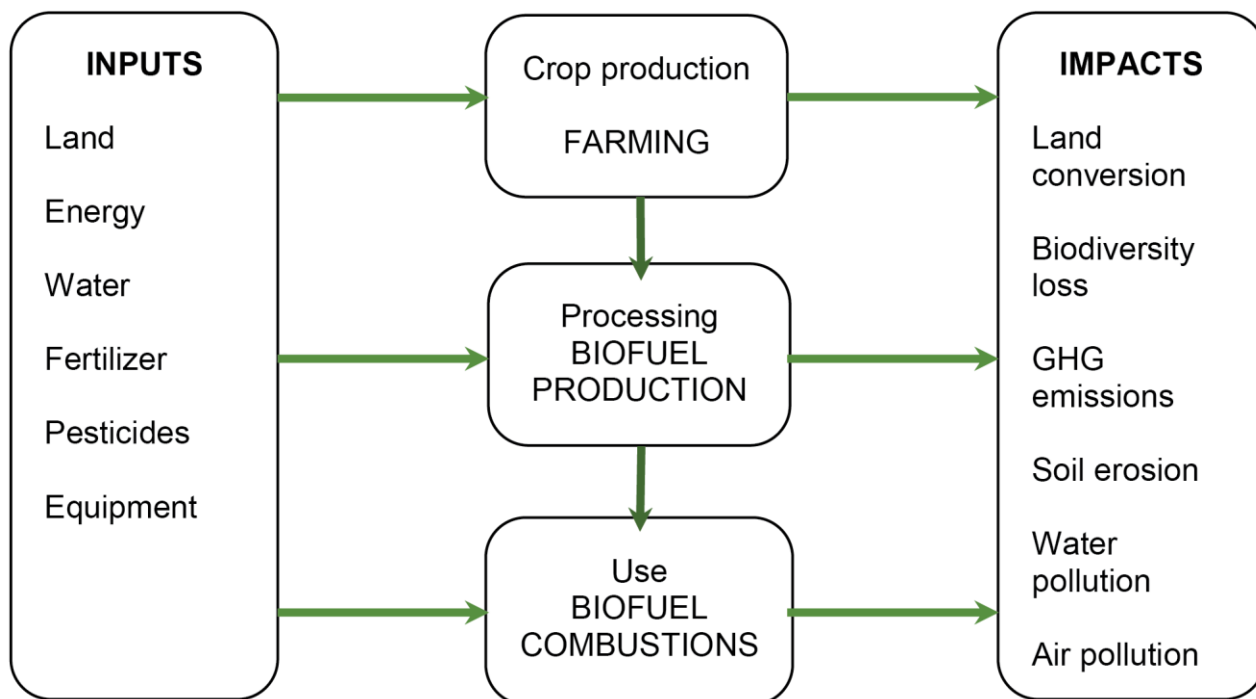 INPUTS
Land
Energy
Water
Fertilizer
Pesticides
Equipment
Crop production
FARMING
Processing
BIOFUEL
PRODUCTION
Use
BIOFUEL
COMBUSTIONS
IMPACTS
Land
conversion
Biodiversity
loss
GHG
emissions
Soil erosion
Water
pollution
Air pollution